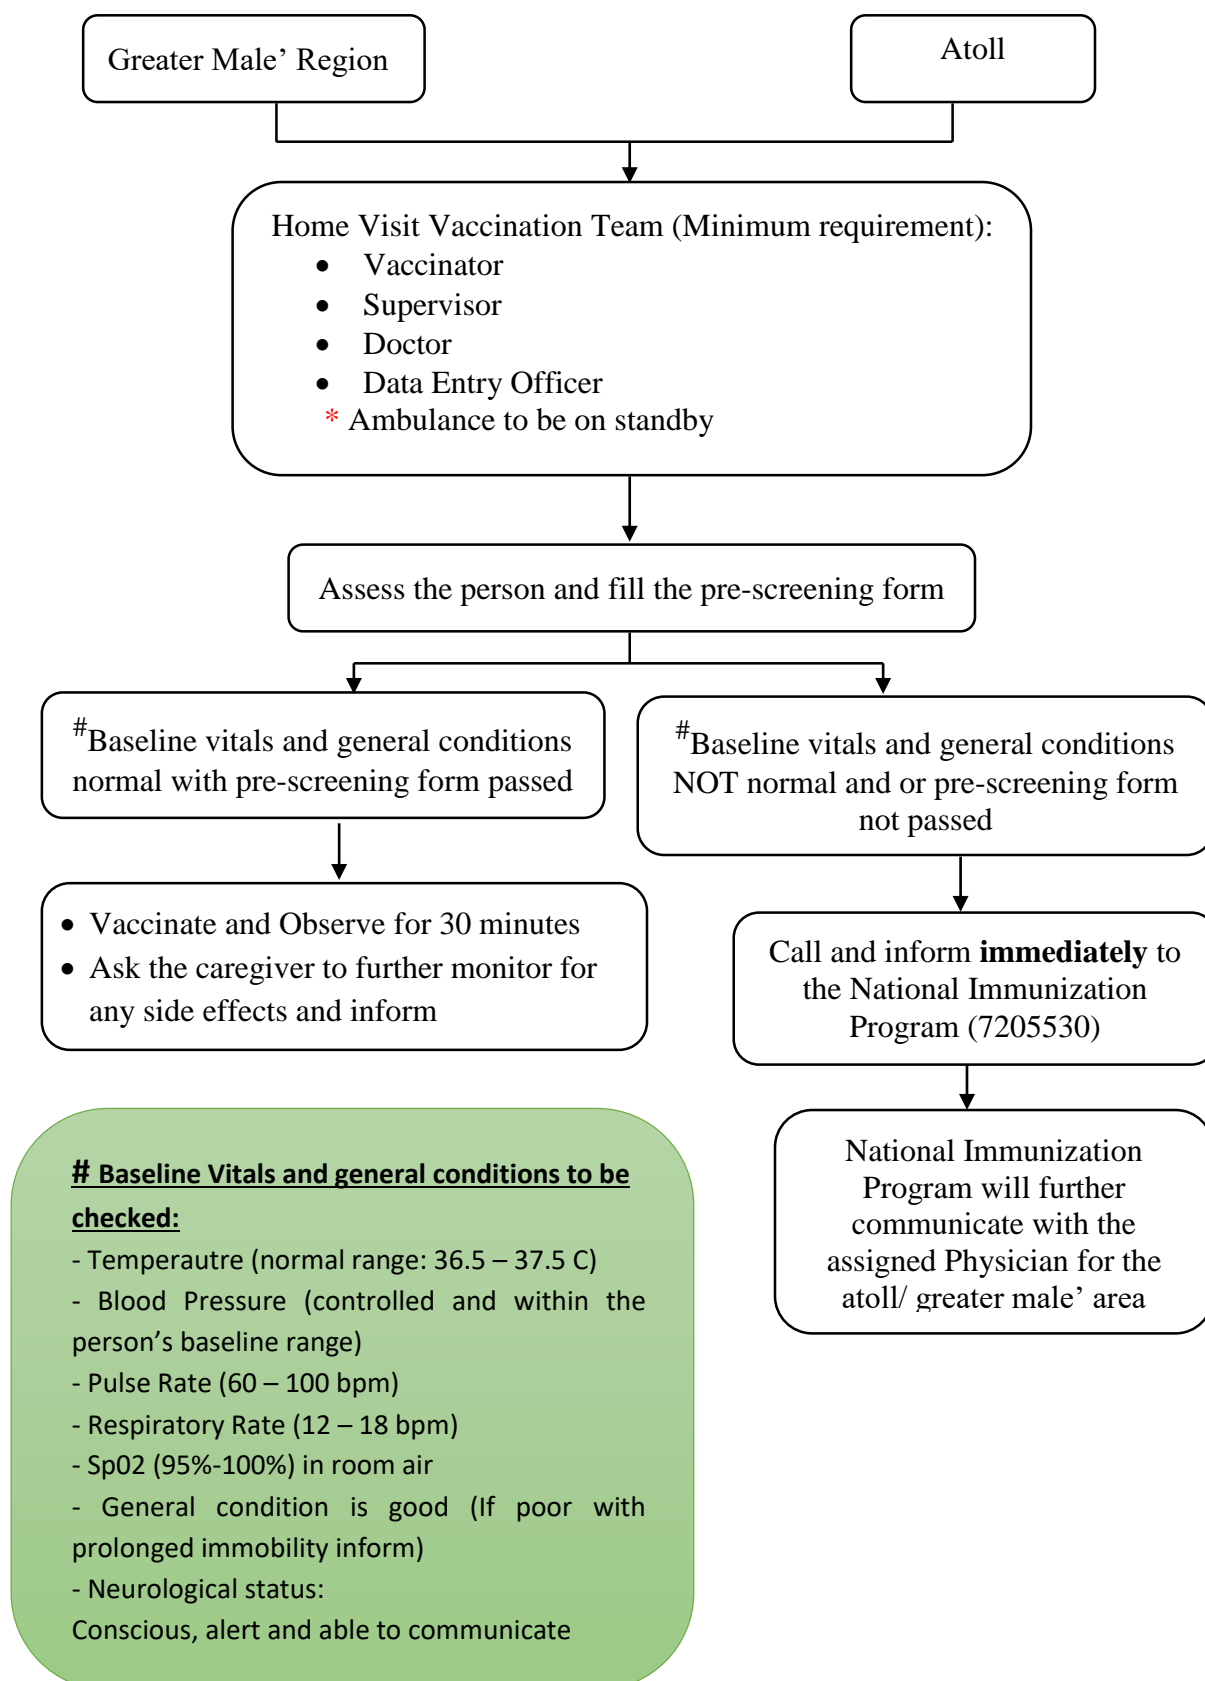 Greater Male’ Region
Atoll
Home Visit Vaccination Team (Minimum requirement):
• Vaccinator
• Supervisor
• Doctor
• Data Entry Officer
* Ambulance to be on standby
Assess the person and fill the pre-screening form
#Baseline vitals and general conditions
normal with pre-screening form passed
#Baseline vitals and general conditions
NOT normal and or pre-screening form
not passed
• Vaccinate and Observe for 30 minutes
• Ask the caregiver to further monitor for
any side effects and inform
Call and inform immediately to
the National Immunization
Program (7205530)
National Immunization
Program will further
communicate with the
assigned Physician for the
atoll/ greater male’ area
# Baseline Vitals and general conditions to be
checked:
- Temperautre (normal range: 36.5 – 37.5 C)
- Blood Pressure (controlled and within the
person’s baseline range)
- Pulse Rate (60 – 100 bpm)
- Respiratory Rate (12 – 18 bpm)
- Sp02 (95%-100%) in room air
- General condition is good (If poor with
prolonged immobility inform)
- Neurological status:
Conscious, alert and able to communicate